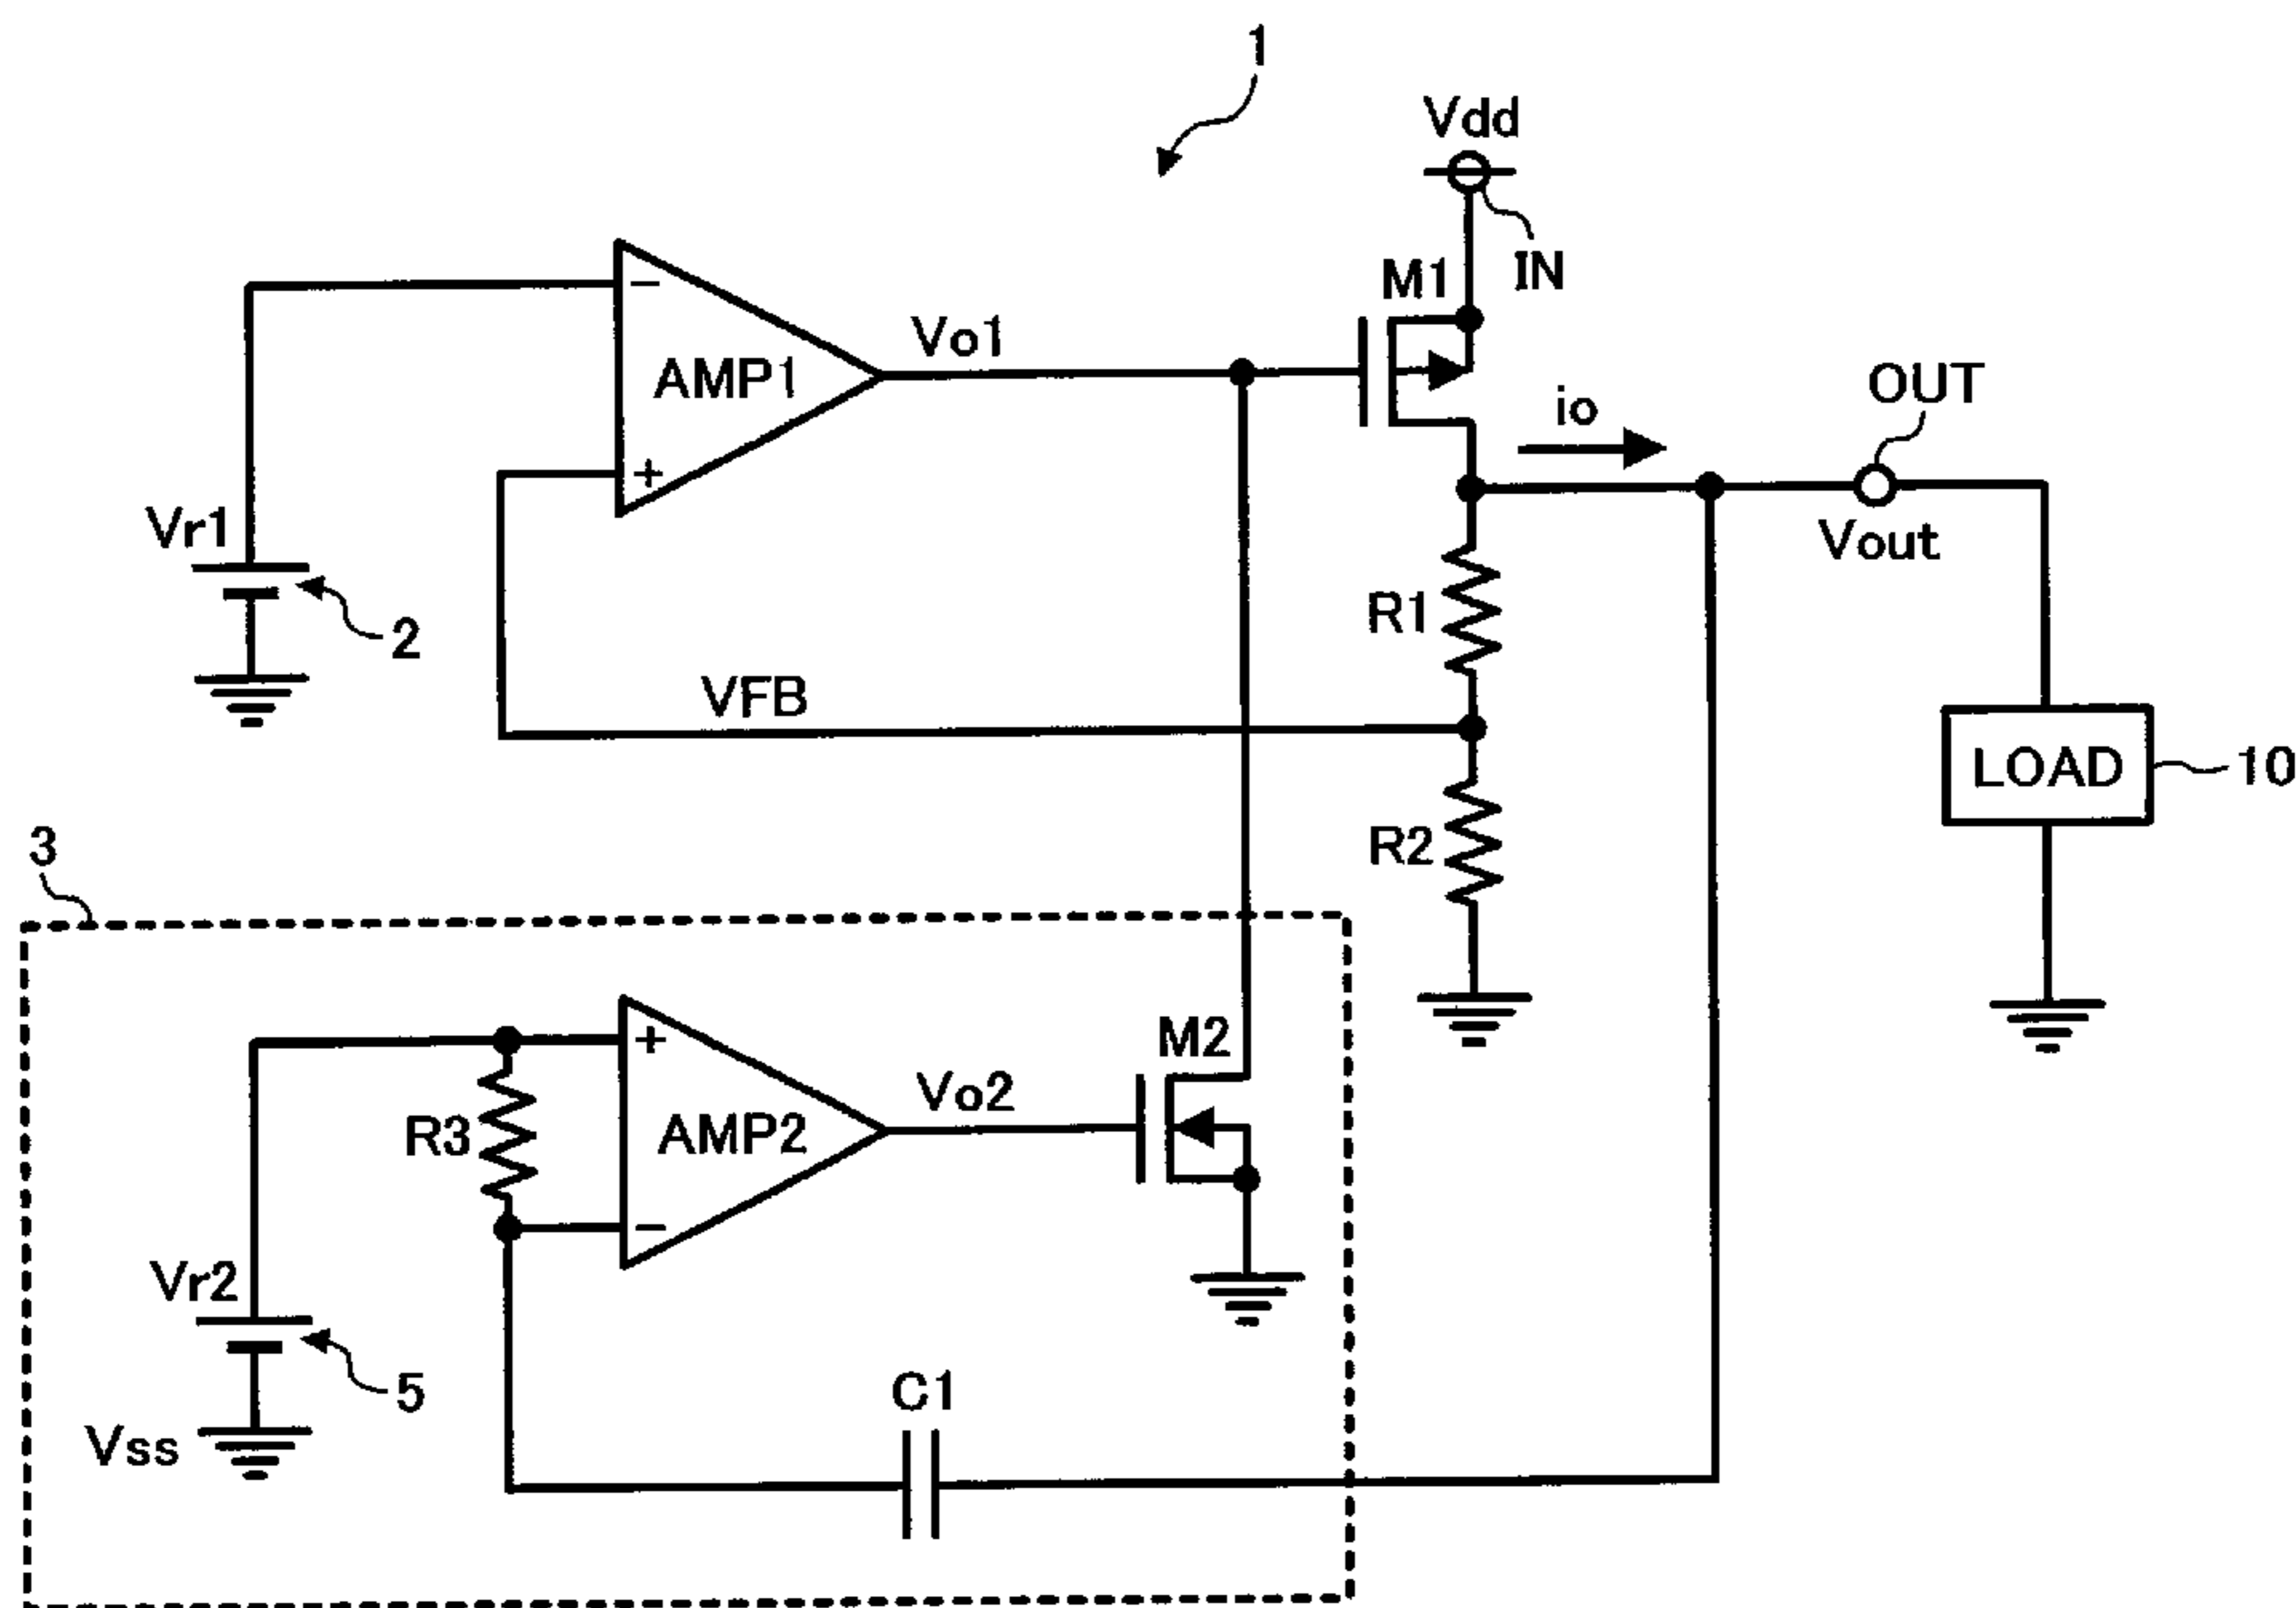 1
Vdd
IN
M1
−
AMP1
+
Vo1
io
OUT
Vout
Vr1
2
R1
VFB
LOAD
10
R2
3
+
AMP2
−
R3
Vo2
M2
Vr2
5
Vss
C1